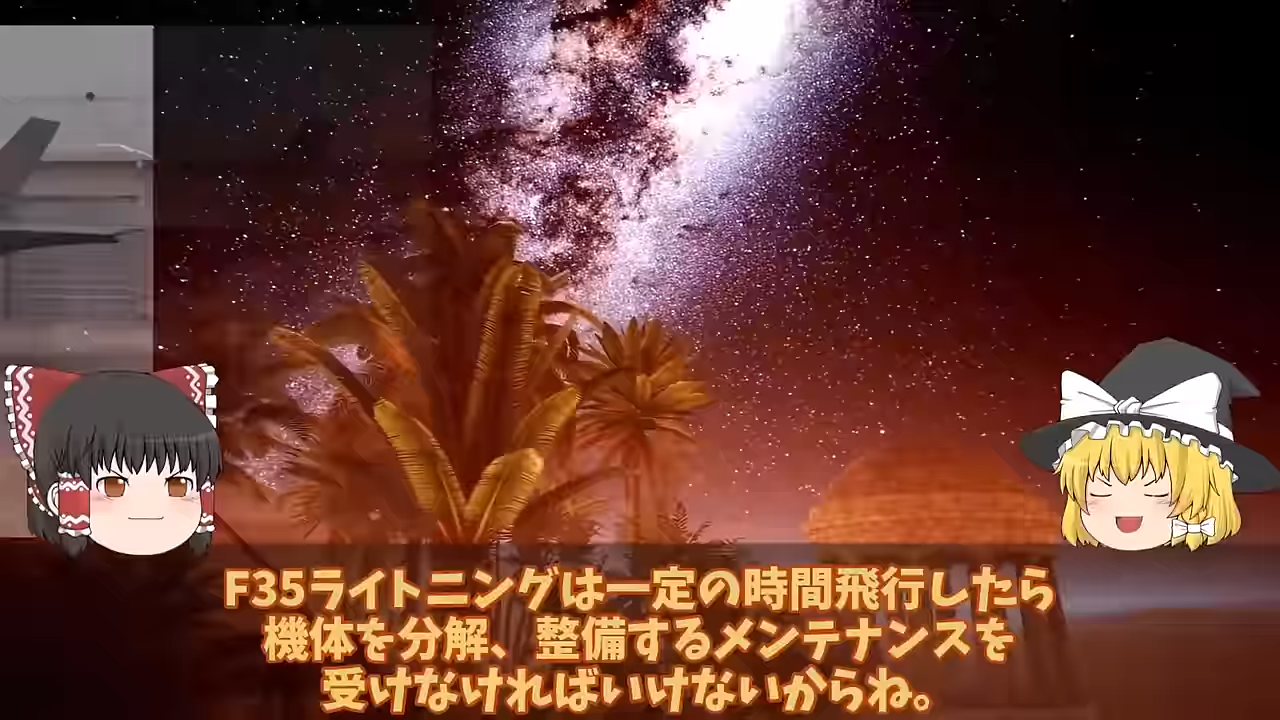 F35ライトニングは一定の時間飛行したら
機体を分解、整備するメンテナンスを
受けなければいけないからね。